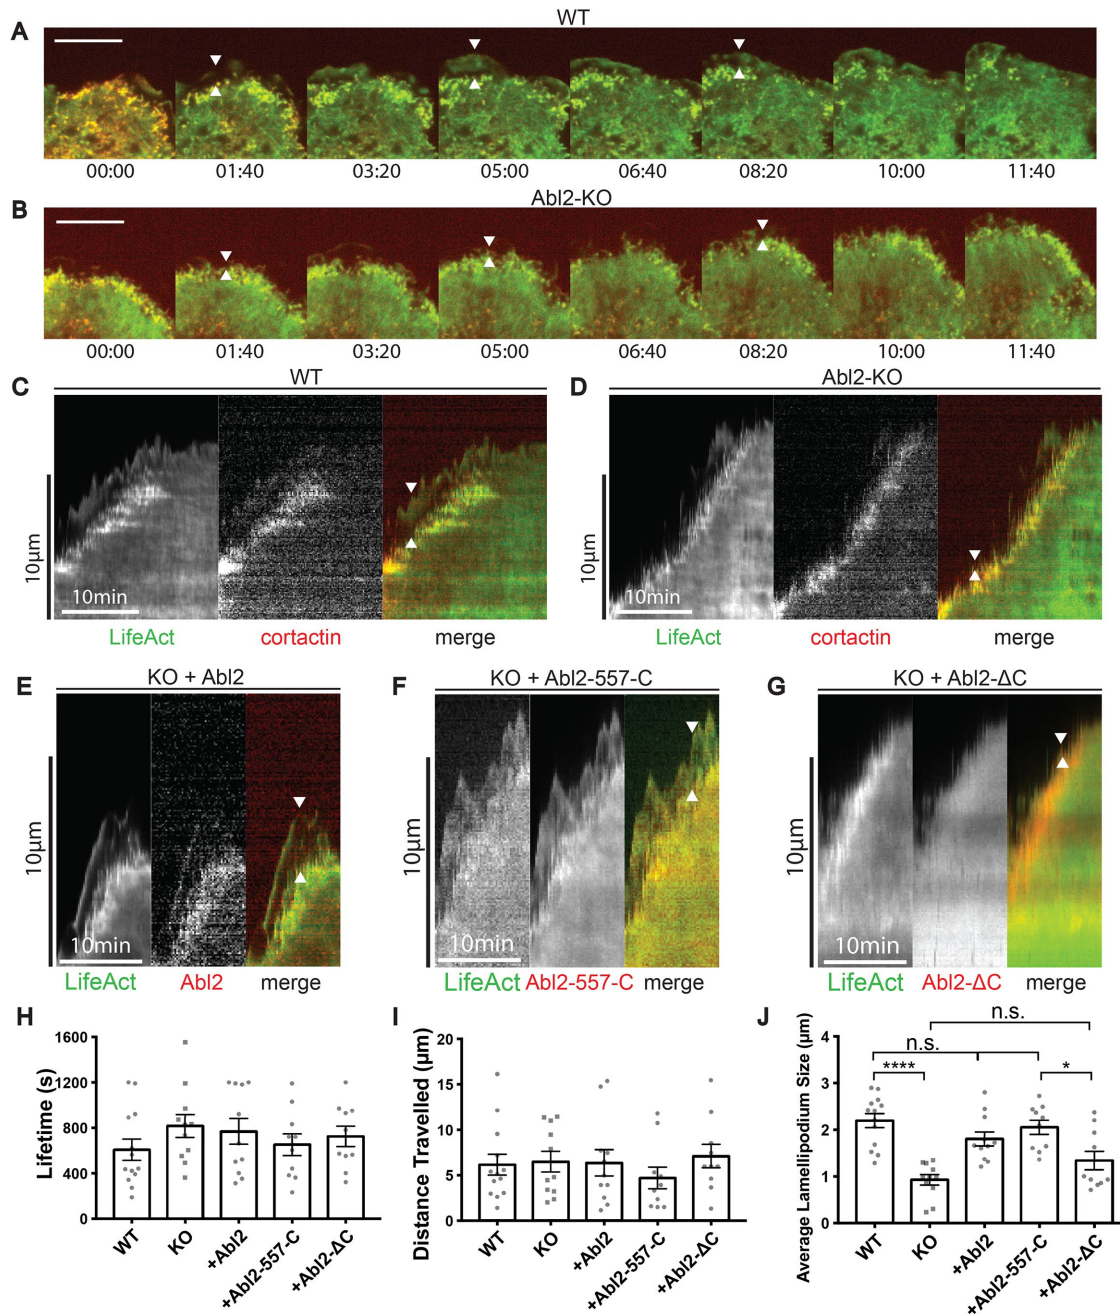 A
WT
00:00 01:40 03:20 05:00 06:40 08:20 10:00 11:40
B
Abl2-KO
00:00 01:40 03:20 05:00 06:40 08:20 10:00 11:40
C
WT
10μm
10min
LifeAct cortactin merge
D
Abl2-KO
10μm
10min
LifeAct cortactin merge
E
KO + Abl2
10μm
10min
LifeAct Abl2 merge
F
KO + Abl2-557-C
10μm
10min
LifeAct Abl2-557-C merge
G
KO + Abl2-ΔC
10μm
10min
LifeAct Abl2-ΔC merge
H
Lifetime (s)
1600
1200
800
400
0
WT KO +Abl2 +Abl2-557-C +Abl2-ΔC
I
Distance Travelled (μm)
20
15
10
5
0
WT KO +Abl2 +Abl2-557-C +Abl2-ΔC
J
Average Lamellipodium Size (μm)
n.s.
n.s.
**** *
4
3
2
1
0
WT KO +Abl2 +Abl2-557-C +Abl2-ΔC